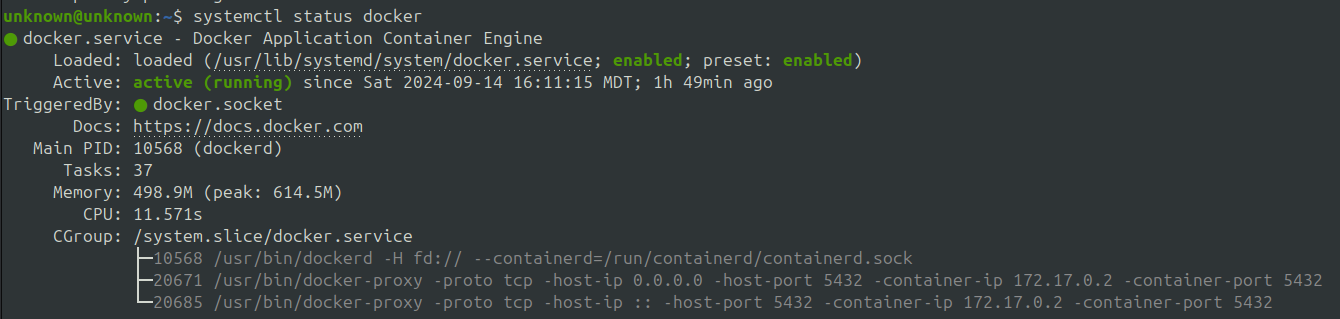 unknown@unknown:~$ systemctl status docker
● docker.service - Docker Application Container Engine
Loaded: loaded (/usr/lib/systemd/system/docker.service; enabled; preset: enabled)
Active: active (running) since Sat 2024-09-14 16:11:15 MDT; 1h 49min ago
TriggeredBy: ● docker.socket
Docs: https://docs.docker.com
Main PID: 10568 (dockerd)
Tasks: 37
Memory: 498.9M (peak: 614.5M)
CPU: 11.571s
CGroup: /system.slice/docker.service
├─10568 /usr/bin/dockerd -H fd:// --containerd=/run/containerd/containerd.sock
├─20671 /usr/bin/docker-proxy -proto tcp -host-ip 0.0.0.0 -host-port 5432 -container-ip 172.17.0.2 -container-port 5432
└─20685 /usr/bin/docker-proxy -proto tcp -host-ip :: -host-port 5432 -container-ip 172.17.0.2 -container-port 5432